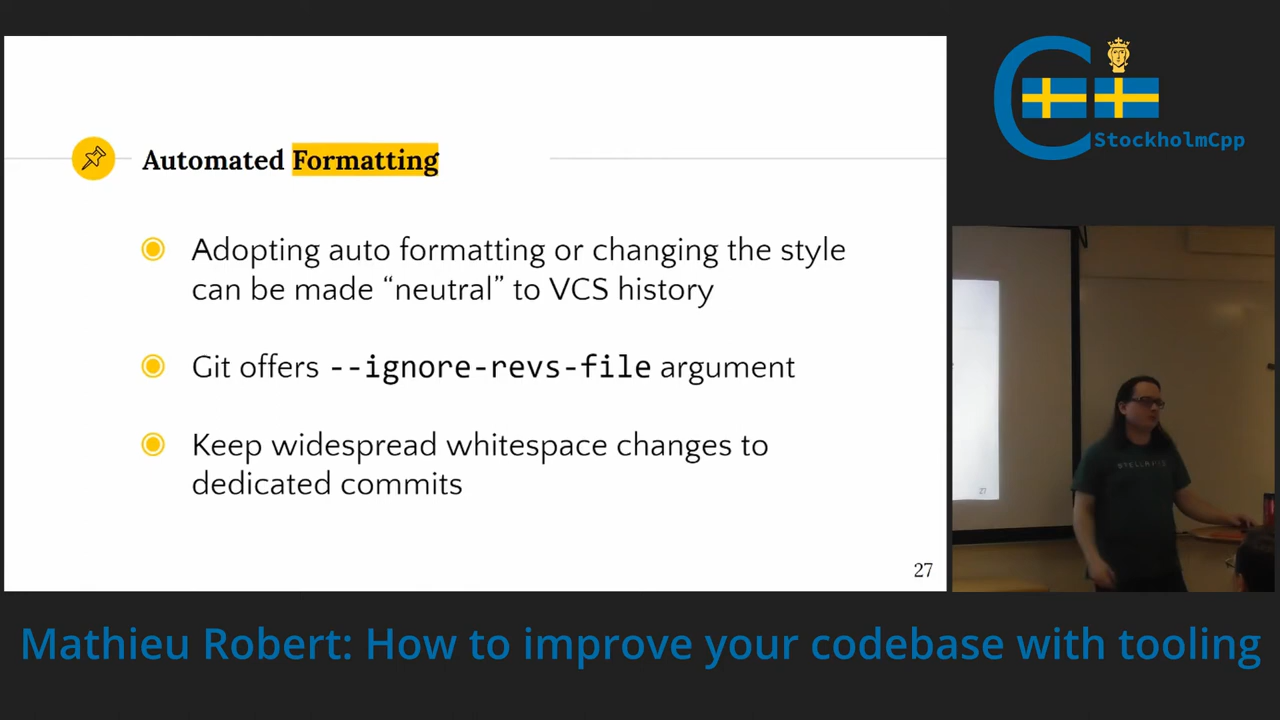 StockholmCpp
Automated Formatting
Adopting auto formatting or changing the style
can be made “neutral” to VCS history
Git offers --ignore-revs-file argument
Keep widespread whitespace changes to
dedicated commits
27
27
Mathieu Robert: How to improve your codebase with tooling